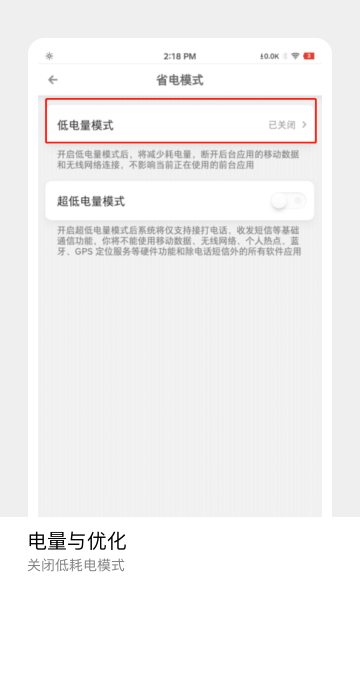 2:18 PM
±0.0K
省电模式
低电量模式
已关闭
开启低电量模式后，将减少耗电量，断开后台应用的移动数据
和无线网络连接，不影响当前正在使用的前台应用
超低电量模式
开启超低电量模式后系统将仅支持接打电话、收发短信等基础
通信功能，你将不能使用移动数据、无线网络、个人热点、蓝
牙、GPS 定位服务等硬件功能和除电话短信外的所有软件应用
电量与优化
关闭低耗电模式